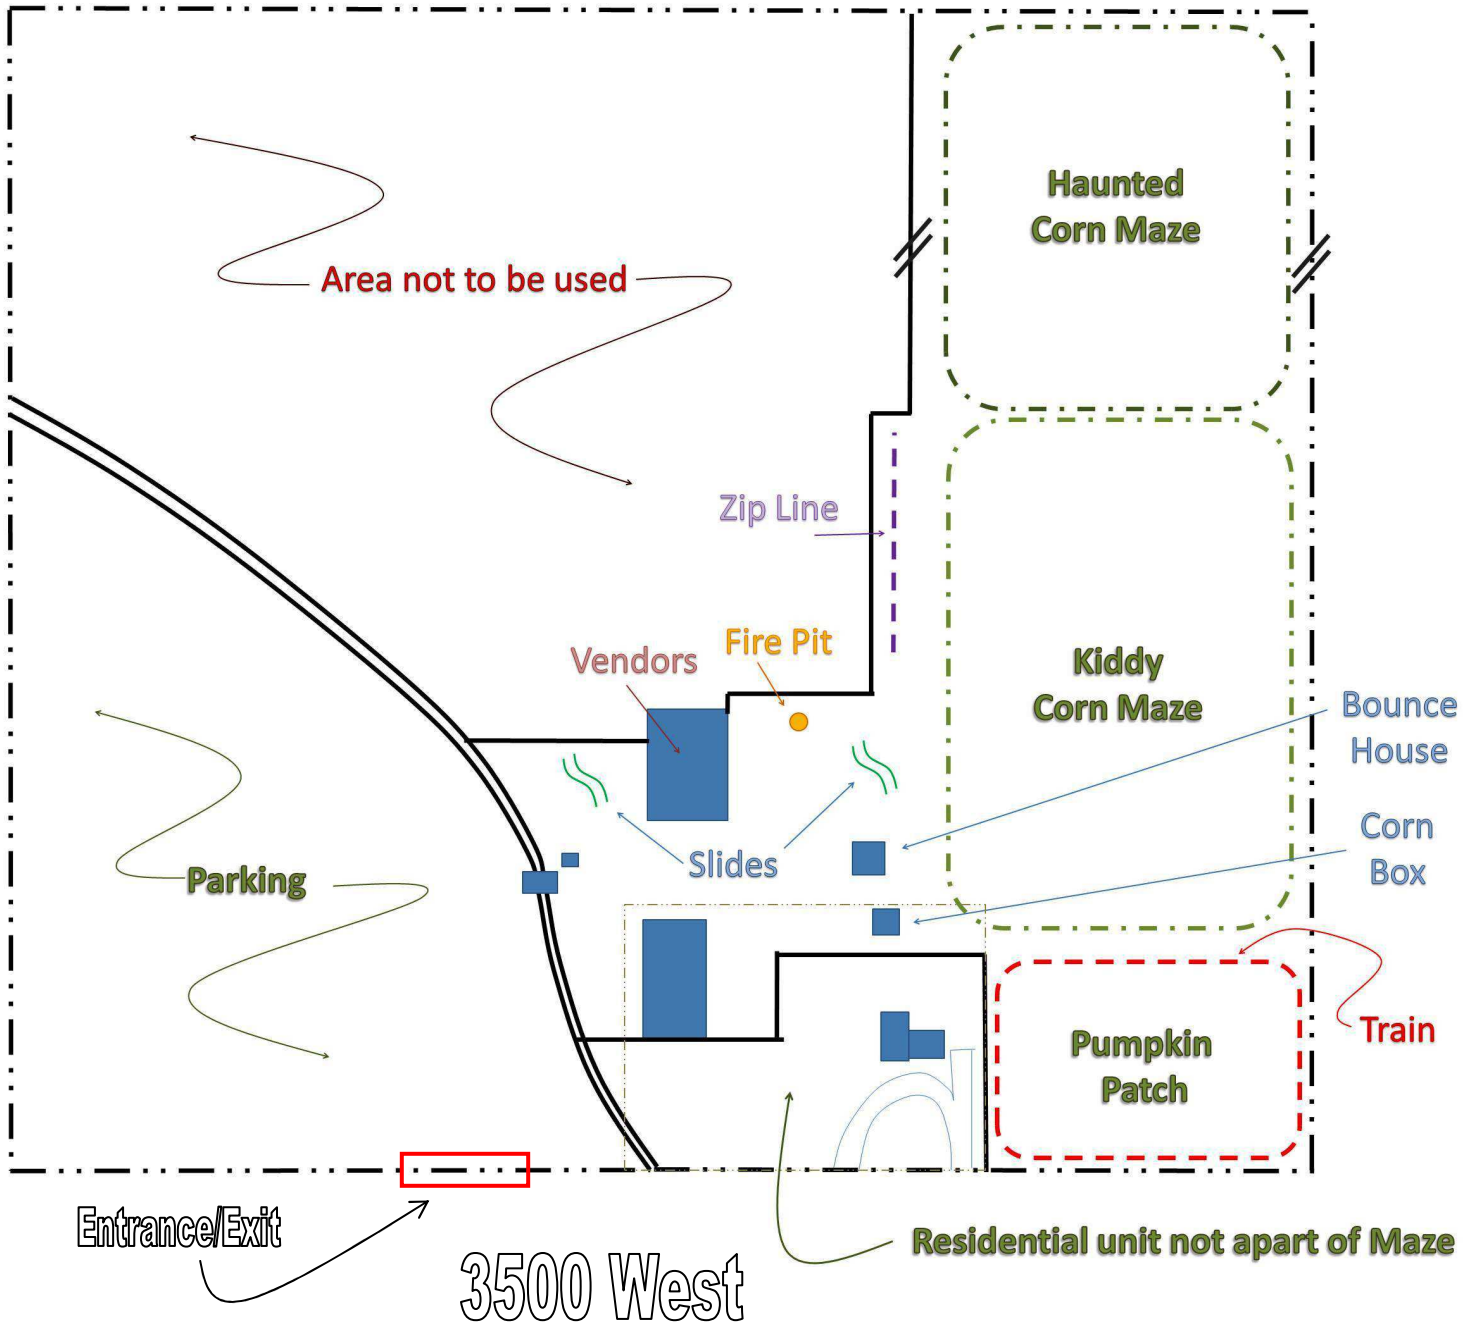 Haunted
Corn Maze
Area not to be used
Zip Line
Fire Pit
Vendors
Kiddy
Corn Maze
Bounce
House
Corn
Box
Slides
Parking
Train
Pumpkin
Patch
Entrance/Exit
Residential unit not apart of Maze
3500 West